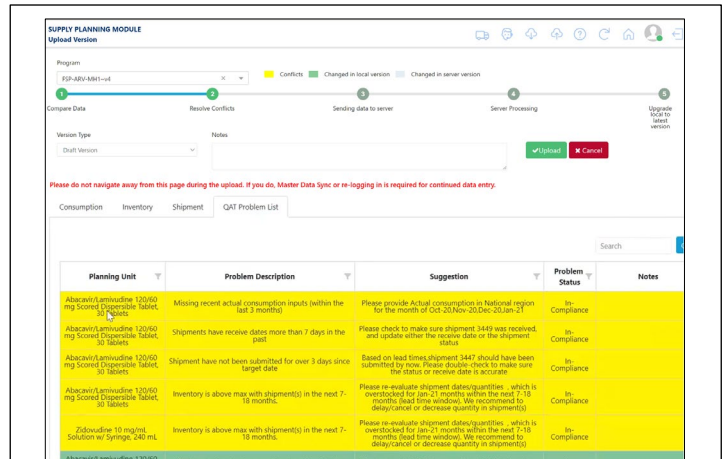 SUPPLY PLANNING MODULE
Upload Version
Program
FSP-ARV-MH1~v4
Conflicts Changed in local version Changed in server version
1 2 3 4 5
Compare Data Resolve Conflicts Sending data to server Server Processing Upgrade
local to
latest
version
Version Type Notes
Draft Version
Upload Cancel
Please do not navigate away from this page during the upload. If you do, Master Data Sync or re-logging in is required for continued data entry.
Consumption Inventory Shipment QAT Problem List
Search
Planning Unit Problem Description Suggestion Problem Status Notes
Abacavir/Lamivudine 120/60
mg Scored Dispersible Tablet,
30 Tablets
Missing recent actual consumption inputs (within the
last 3 months)
Please provide Actual consumption in National region
for the month of Oct-20,Nov-20,Dec-20,Jan-21
In-
Compliance
Abacavir/Lamivudine 120/60
mg Scored Dispersible Tablet,
30 Tablets
Shipments have receive dates more than 7 days in the
past
Please check to make sure shipment 3449 was received,
and update either the receive date or the shipment
status
In-
Compliance
Abacavir/Lamivudine 120/60
mg Scored Dispersible Tablet,
30 Tablets
Shipment have not been submitted for over 3 days since
target date
Based on lead times,shipment 3447 should have been
submitted by now. Please double-check to make sure
the status or receive date is accurate
In-
Compliance
Abacavir/Lamivudine 120/60
mg Scored Dispersible Tablet,
30 Tablets
Inventory is above max with shipment(s) in the next 7-
18 months.
Please re-evaluate shipment dates/quantities , which is
overstocked for Jan-21 months within the next 7-18
months (lead time window). We recommend to
delay/cancel or decrease quantity in shipment(s)
In-
Compliance
Zidovudine 10 mg/mL
Solution w/ Syringe, 240 mL
Inventory is above max with shipment(s) in the next 7-
18 months.
Please re-evaluate shipment dates/quantities , which is
overstocked for Jan-21 months within the next 7-18
months (lead time window). We recommend to
delay/cancel or decrease quantity in shipment(s)
In-
Compliance
Abacavir/Lamivudine 120/60